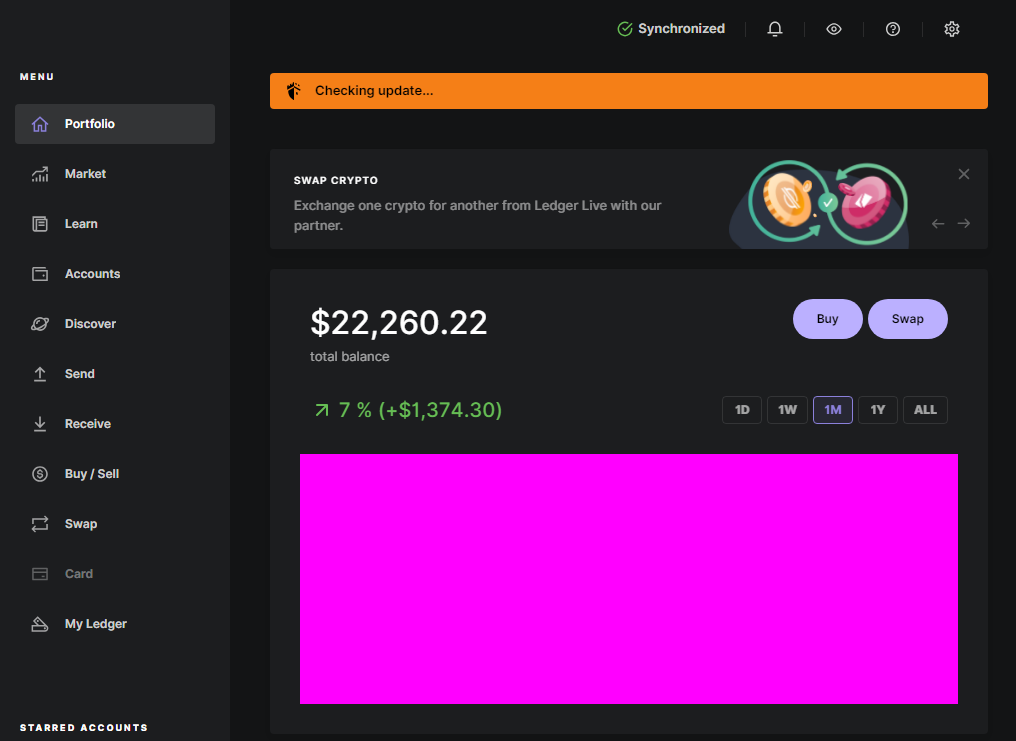 Synchronized
MENU
Checking update...
Portfolio
Market
SWAP CRYPTO
Exchange one crypto for another from Ledger Live with our
partner.
Learn
Accounts
Discover
Send
Receive
Buy / Sell
Swap
Card
My Ledger
STARRED ACCOUNTS
$22,260.22
total balance
Buy
Swap
7 % (+$1,374.30)
1D
1W
1M
1Y
ALL